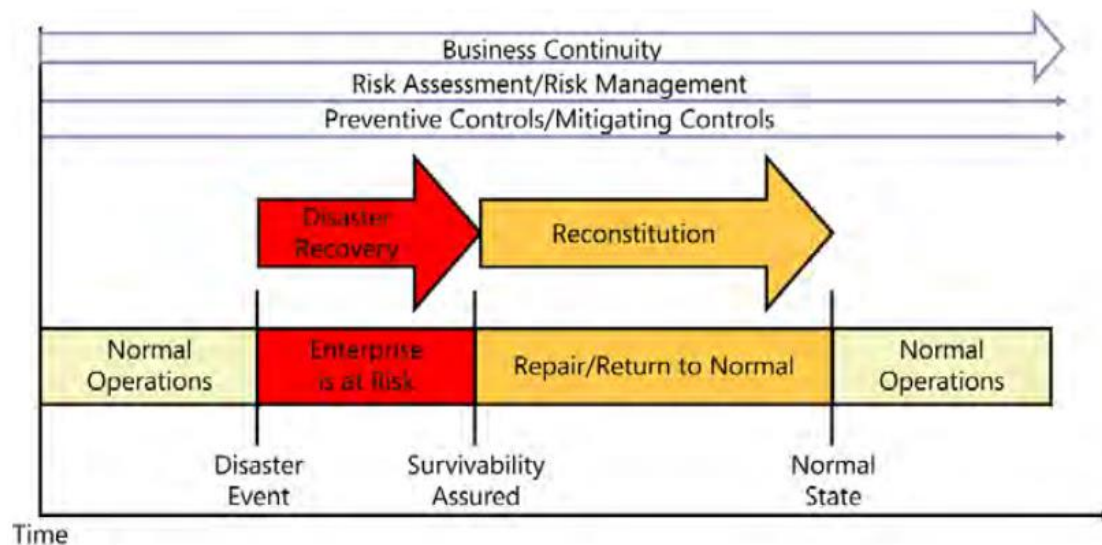 Business Continuity
Risk Assessment/Risk Management
Preventive Controls/Mitigating Controls
Disaster
Recovery
Reconstitution
Normal
Operations
Enterprise
is at Risk
Repair/Return to Normal
Normal
Operations
Disaster
Event
Survivability
Assured
Normal
State
Time